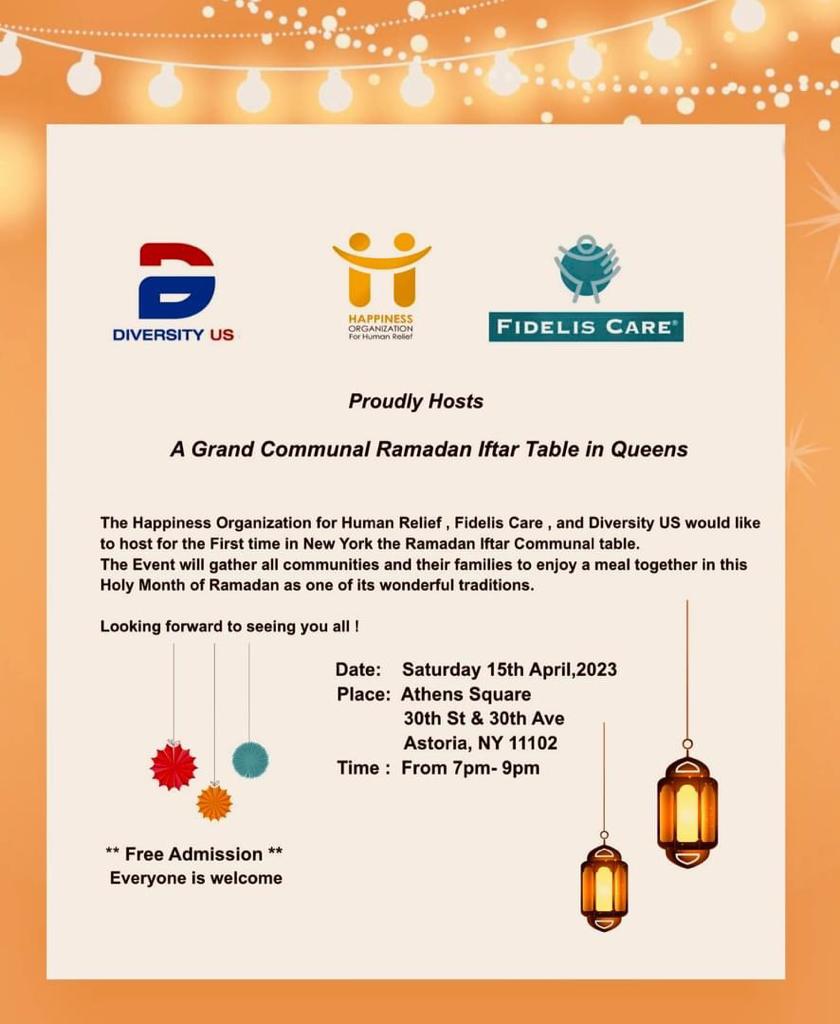 DIVERSITY US
HAPPINESS
ORGANIZATION
For Human Relief
FIDELIS CARE®
Proudly Hosts
A Grand Communal Ramadan Iftar Table in Queens
The Happiness Organization for Human Relief , Fidelis Care , and Diversity US would like
to host for the First time in New York the Ramadan Iftar Communal table.
The Event will gather all communities and their families to enjoy a meal together in this
Holy Month of Ramadan as one of its wonderful traditions.
Looking forward to seeing you all !
Date: Saturday 15th April,2023
Place: Athens Square
30th St & 30th Ave
Astoria, NY 11102
Time : From 7pm- 9pm
** Free Admission **
Everyone is welcome